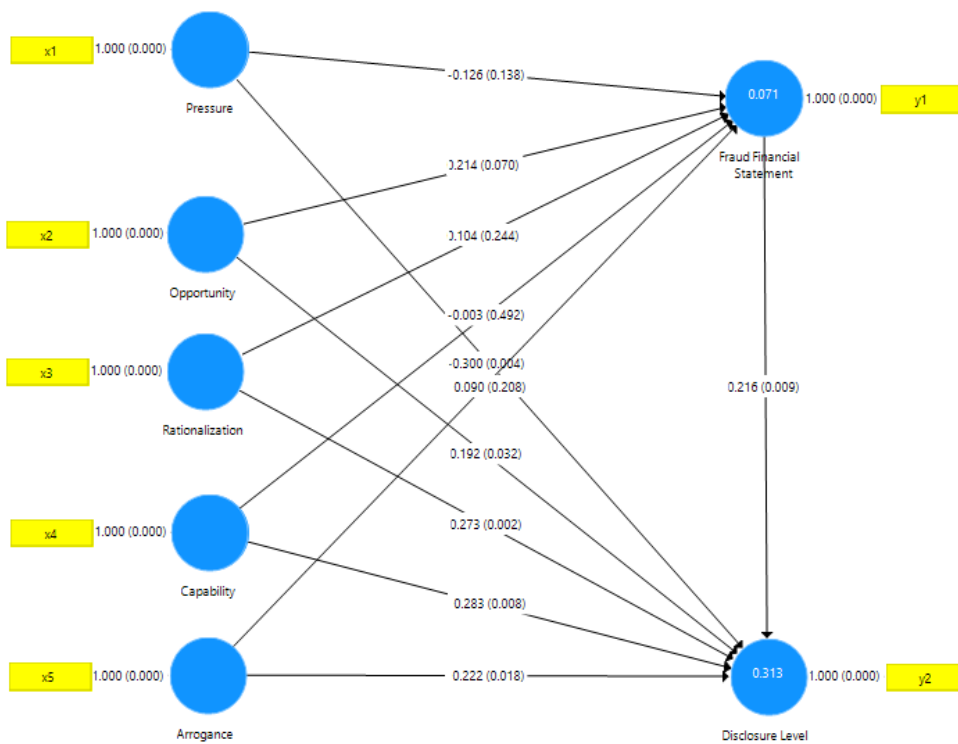 x1
1.000 (0.000)
Pressure
-0.126 (0.138)
0.071
1.000 (0.000)
y1
Fraud Financial
Statement
0.214 (0.070)
x2
1.000 (0.000)
Opportunity
0.104 (0.244)
-0.003 (0.492)
x3
1.000 (0.000)
Rationalization
-0.300 (0.004)
0.090 (0.208)
0.216 (0.009)
0.192 (0.032)
x4
1.000 (0.000)
Capability
0.273 (0.002)
0.283 (0.008)
x5
1.000 (0.000)
Arrogance
0.222 (0.018)
0.313
1.000 (0.000)
y2
Disclosure Level